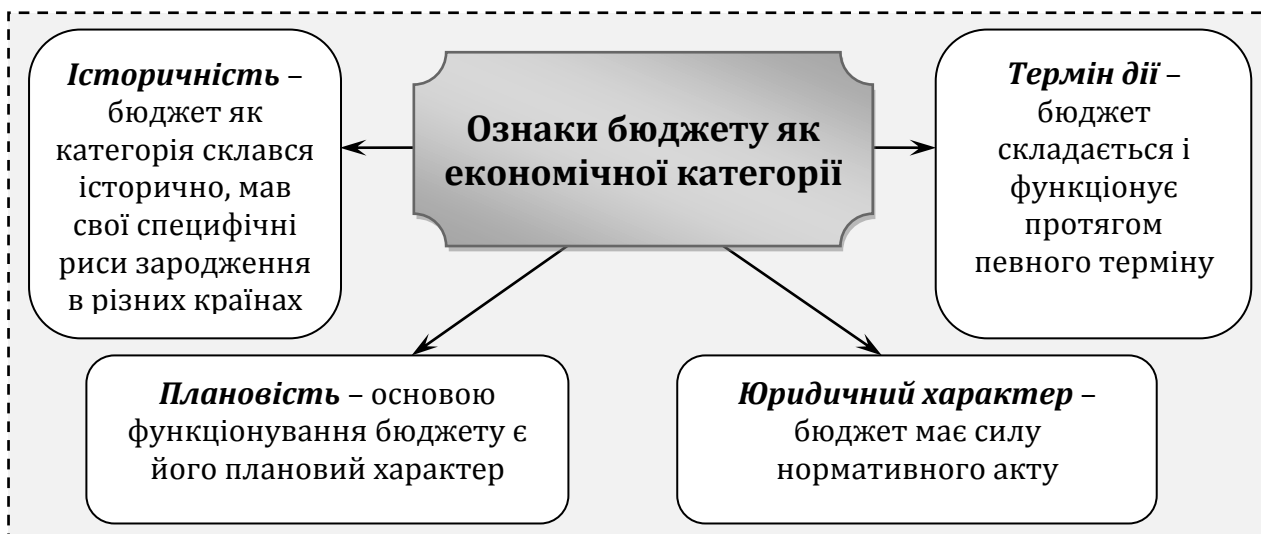 Ознаки бюджету як
економічної категорії
Історичність –
бюджет як
категорія склався
історично, мав
свої специфічні
риси зародження
в різних країнах
Термін дії –
бюджет
складається і
функціонує
протягом
певного терміну
Плановість – основою
функціонування бюджету є
його плановий характер
Юридичний характер –
бюджет має силу
нормативного акту